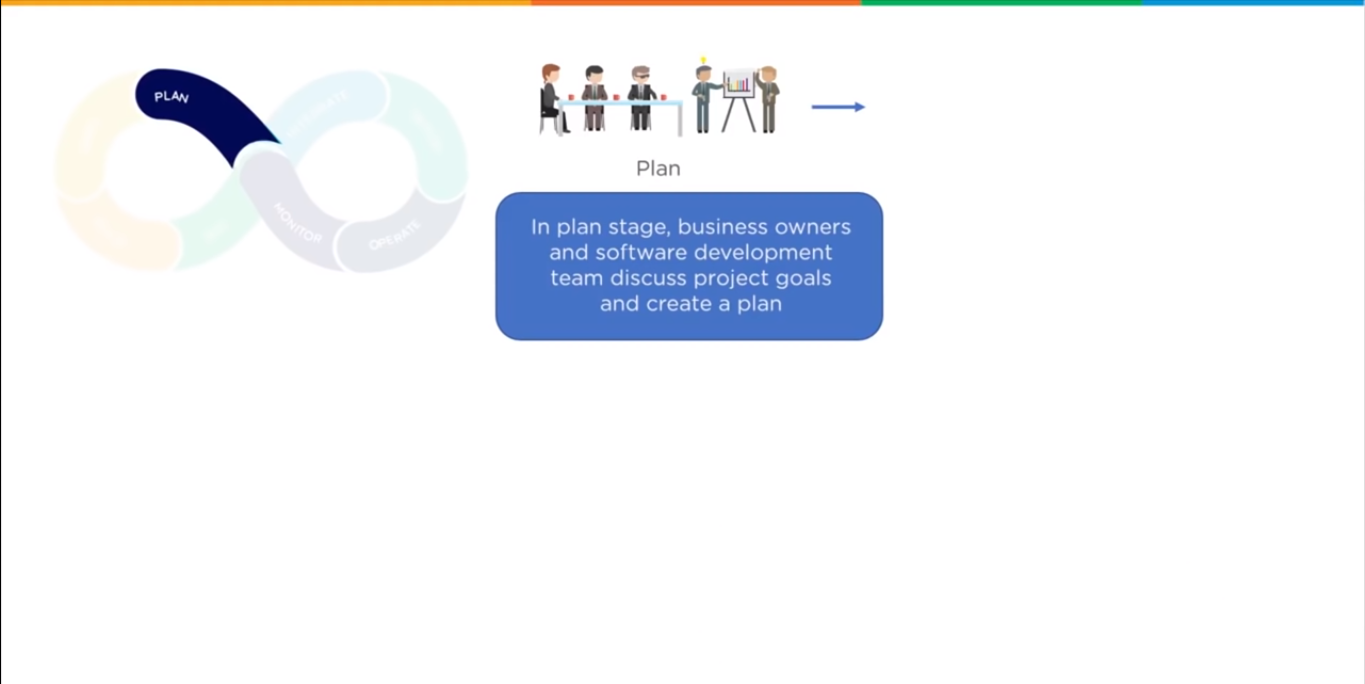 PLAN
MONITOR
OPERATE
Plan
In plan stage, business owners
and software development
team discuss project goals
and create a plan